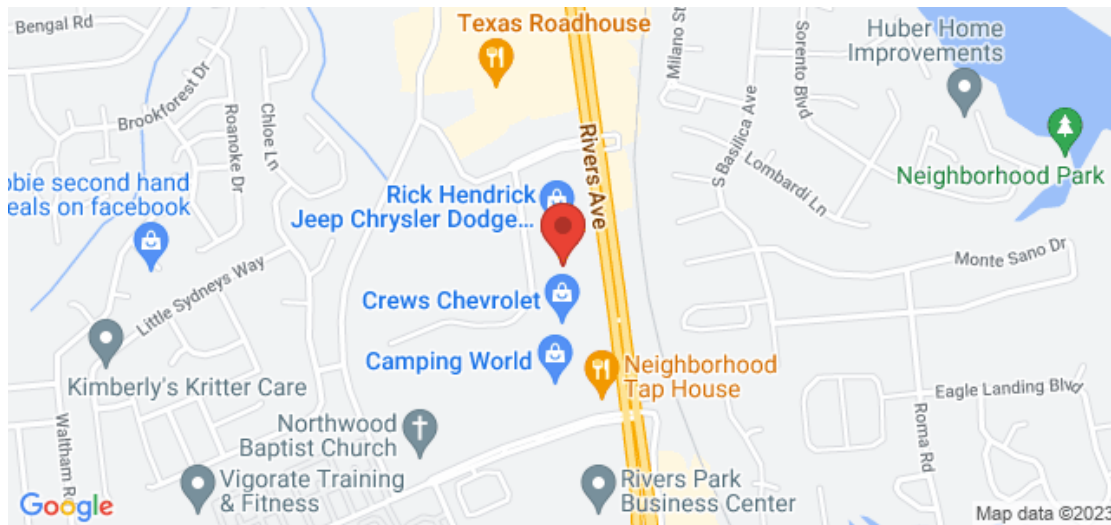 Bengal Rd
Texas Roadhouse
Milano St
Huber Home
Improvements
Sorento Blvd
Brookforest Dr
Roanoke Dr
Chloe Ln
Rivers Ave
S Basilica Ave
Lombardi Ln
Neighborhood Park
obie second hand
eals on facebook
Rick Hendrick
Jeep Chrysler Dodge...
Little Sydneys Way
Monte Sano Dr
Crews Chevrolet
Camping World
Neighborhood
Tap House
Kimberly's Kritter Care
Eagle Landing Blvd
Waltham R
Roma Rd
Northwood
Baptist Church
Vigorate Training
& Fitness
Rivers Park
Business Center
Google
Map data ©2023